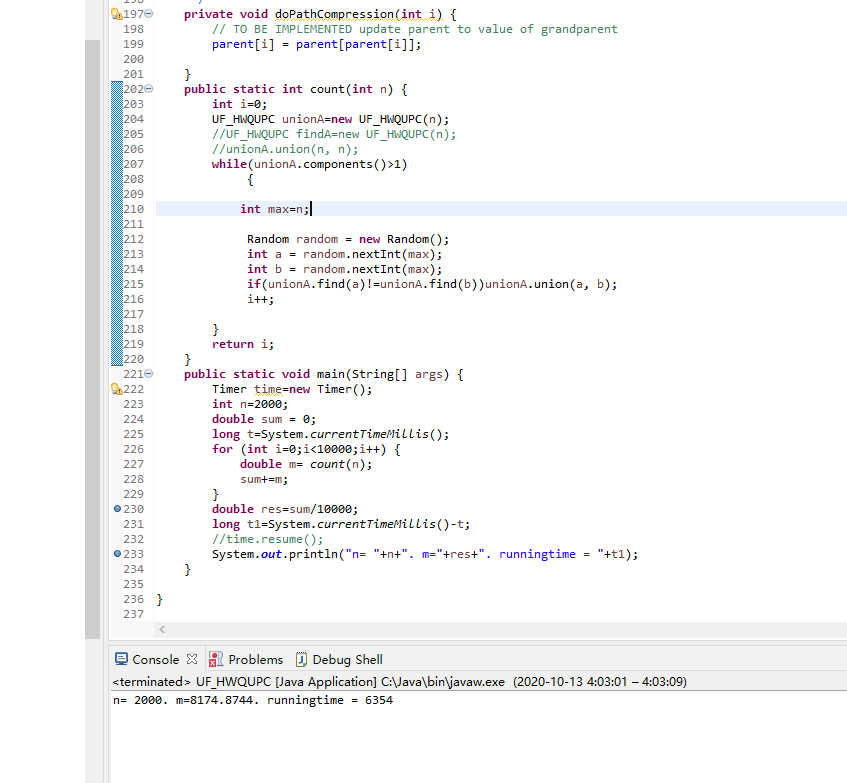 197 private void doPathCompression(int i) {
198 // TO BE IMPLEMENTED update parent to value of grandparent
199 parent[i] = parent[parent[i]];
200
201 }
202 public static int count(int n) {
203 int i=0;
204 UF_HWQUPC unionA=new UF_HWQUPC(n);
205 //UF_HWQUPC findA=new UF_HWQUPC(n);
206 //unionA.union(n, n);
207 while(unionA.components()>1)
208 {
209
210 int max=n;
211
212 Random random = new Random();
213 int a = random.nextInt(max);
214 int b = random.nextInt(max);
215 if(unionA.find(a)!=unionA.find(b))unionA.union(a, b);
216 i++;
217
218 }
219 return i;
220 }
221 public static void main(String[] args) {
222 Timer time=new Timer();
223 int n=2000;
224 double sum = 0;
225 long t=System.currentTimeMillis();
226 for (int i=0;i<10000;i++) {
227 double m= count(n);
228 sum+=m;
229 }
230 double res=sum/10000;
231 long t1=System.currentTimeMillis()-t;
232 //time.resume();
233 System.out.println("n= "+n+". m="+res+". runningtime = "+t1);
234 }
235
236 }
237
Console Problems Debug Shell
<terminated> UF_HWQUPC [Java Application] C:\Java\bin\javaw.exe (2020-10-13 4:03:01 – 4:03:09)
n= 2000. m=8174.8744. runningtime = 6354